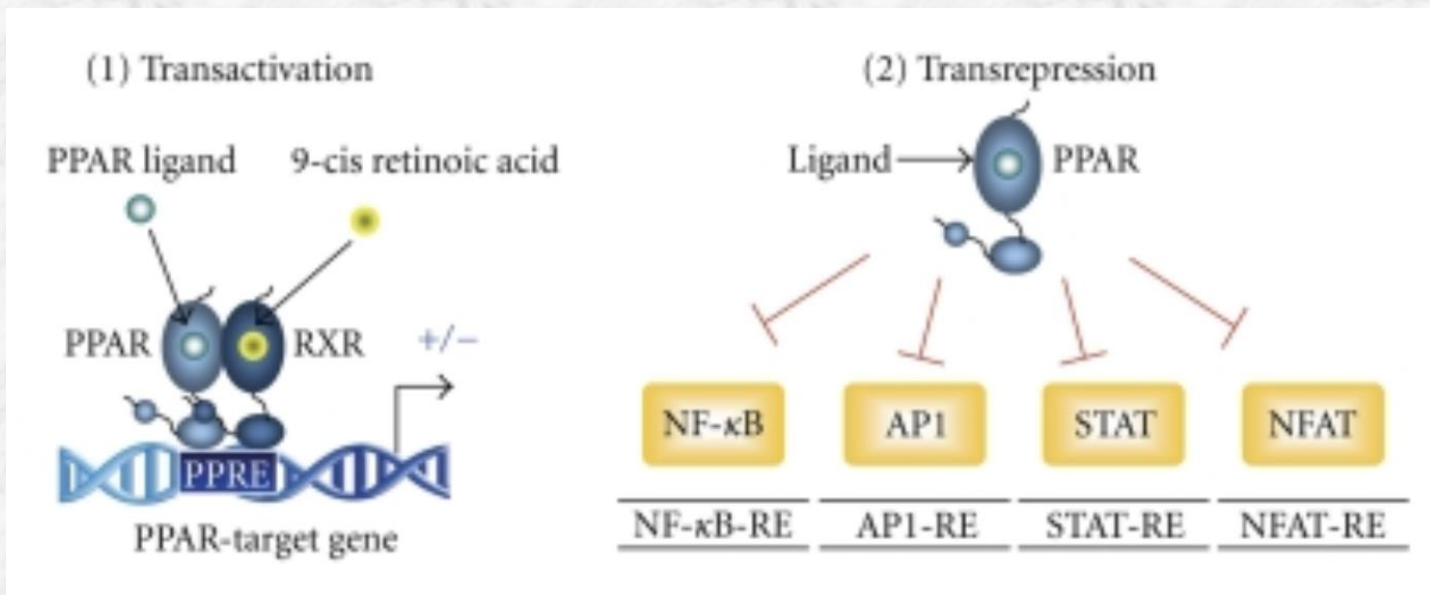 (1) Transactivation
PPAR ligand
9-cis retinoic acid
PPAR
RXR
+/−
PPRE
PPAR-target gene
(2) Transrepression
Ligand
PPAR
NF-κB
AP1
STAT
NFAT
NF-κB-RE
AP1-RE
STAT-RE
NFAT-RE